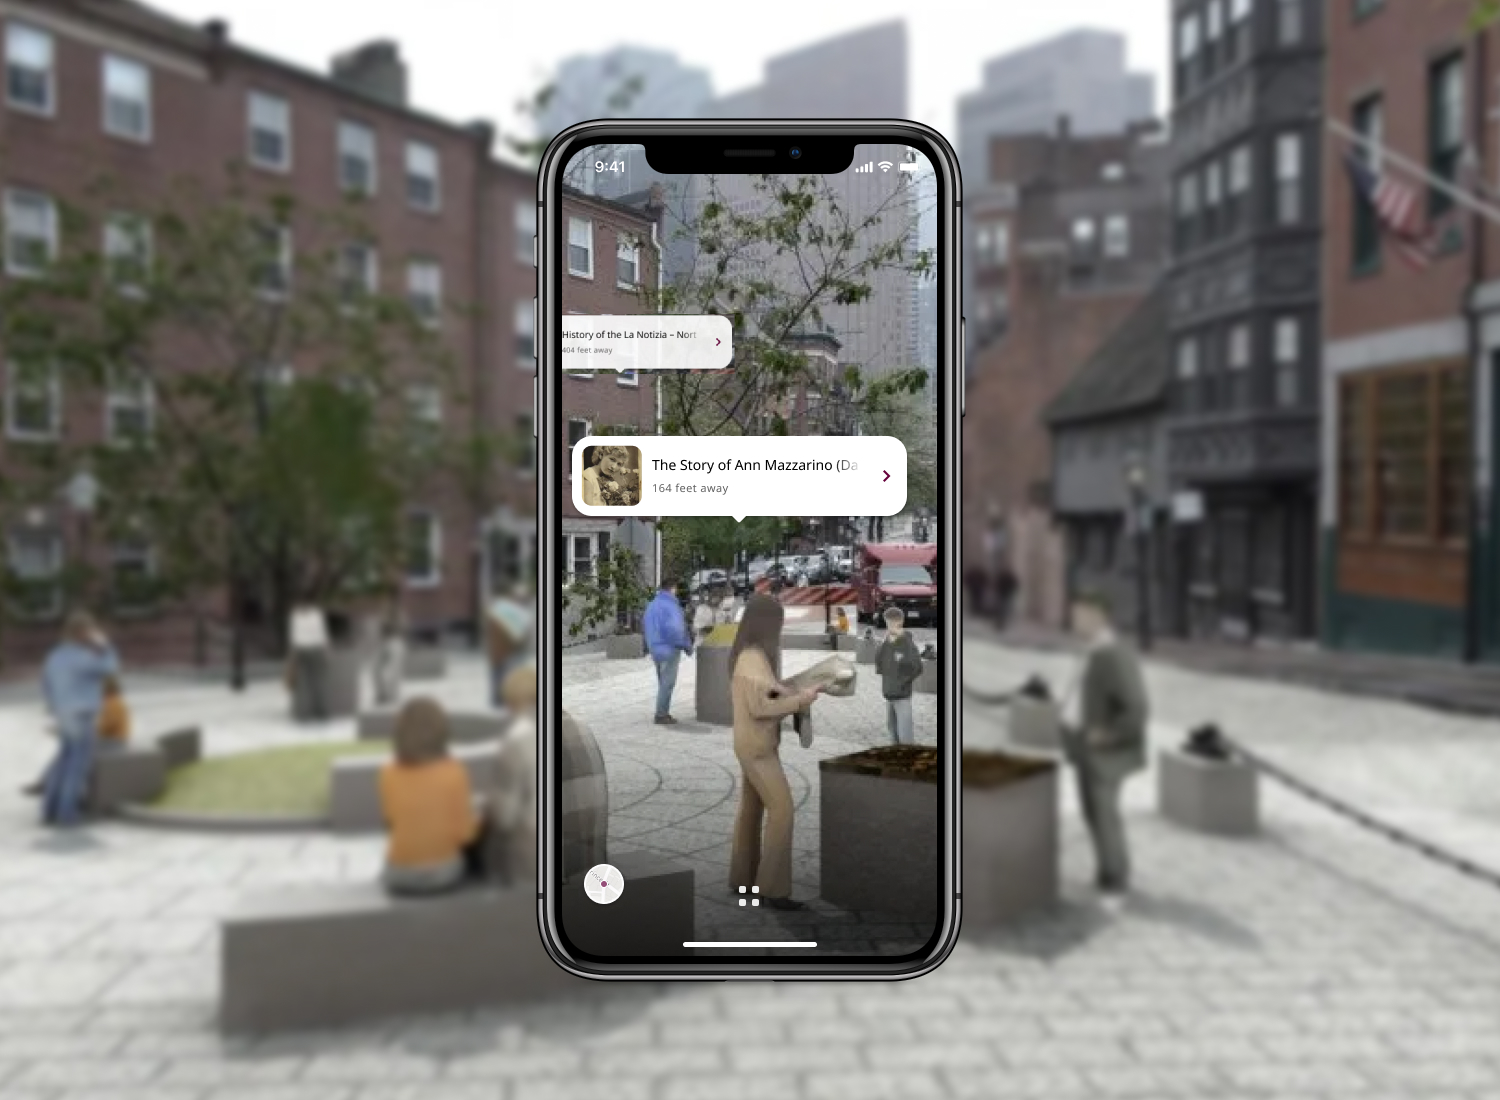 9:41
History of the La Notizia – Nort
404 feet away
The Story of Ann Mazzarino (Da
164 feet away